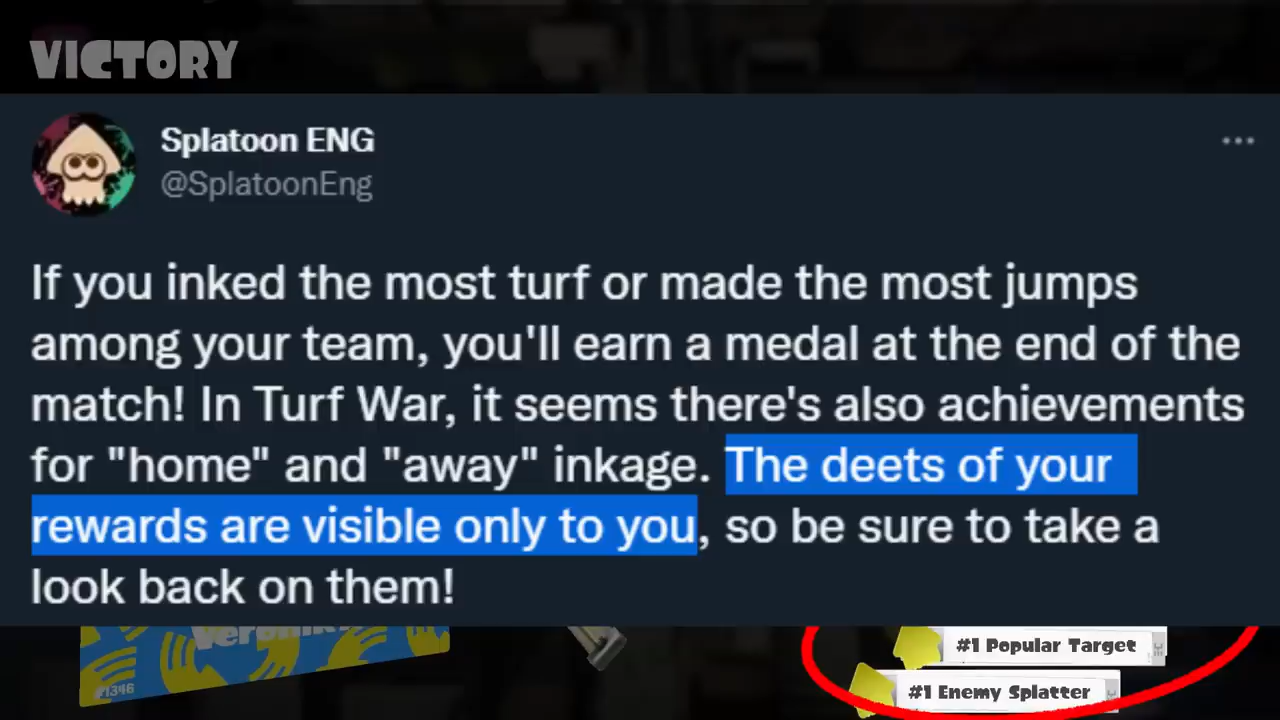 VICTORY
Splatoon ENG
@SplatoonEng
If you inked the most turf or made the most jumps
among your team, you'll earn a medal at the end of the
match! In Turf War, it seems there's also achievements
for "home" and "away" inkage. The deets of your
rewards are visible only to you, so be sure to take a
look back on them!
#1346
#1 Popular Target
#1 Enemy Splatter